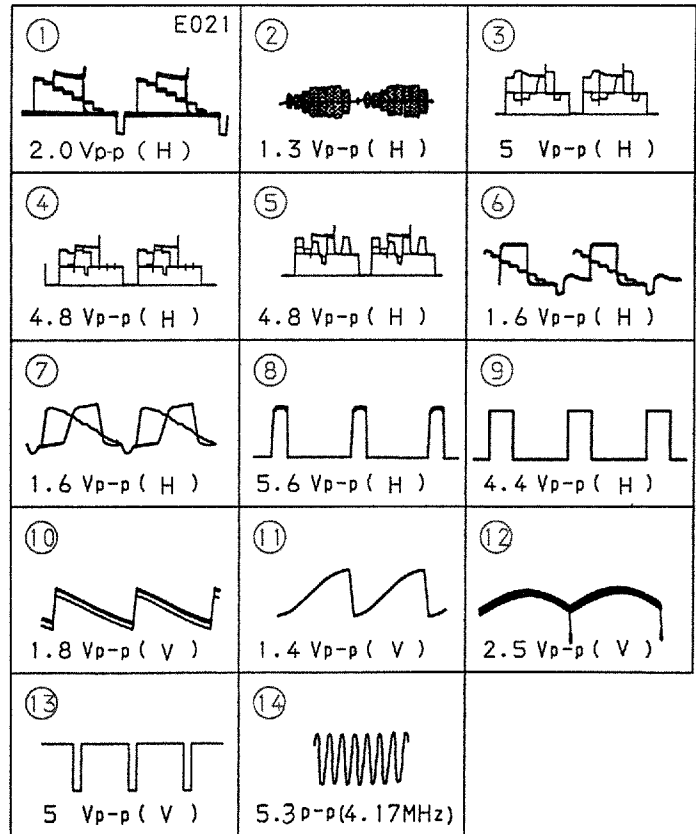 ① E021
2.0 Vp-p ( H )
②
1.3 Vp-p ( H )
③
5 Vp-p ( H )
④
4.8 Vp-p ( H )
⑤
4.8 Vp-p ( H )
⑥
1.6 Vp-p ( H )
⑦
1.6 Vp-p ( H )
⑧
5.6 Vp-p ( H )
⑨
4.4 Vp-p ( H )
⑩
1.8 Vp-p ( V )
⑪
1.4 Vp-p ( V )
⑫
2.5 Vp-p ( V )
⑬
5 Vp-p ( V )
⑭
5.3 p-p (4.17MHz)